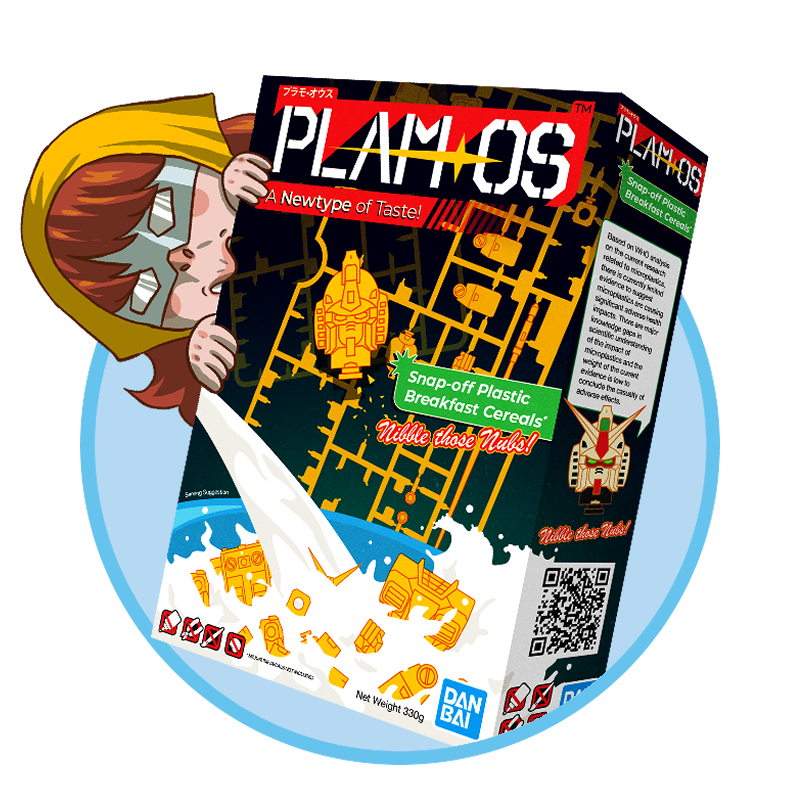 プラモ・オウス
PLAM OS
TM
A Newtype of Taste!
Snap-off Plastic
Breakfast Cereals*
Nibble those Nubs!
Serving Suggestion
Net Weight 330g
DAN
BAI
PLAM OS
Snap-off Plastic
Breakfast Cereals*
Based on WHO analysis
on the current research
related to microplastics,
there is currently limited
evidence to suggest
microplastics are causing
significant adverse health
impacts. There are major
knowledge gaps in
scientific understanding
of the impact of
microplastics and the
weight of the current
evidence is low to
conclude the casualty of
adverse effects.
Nibble those Nubs!